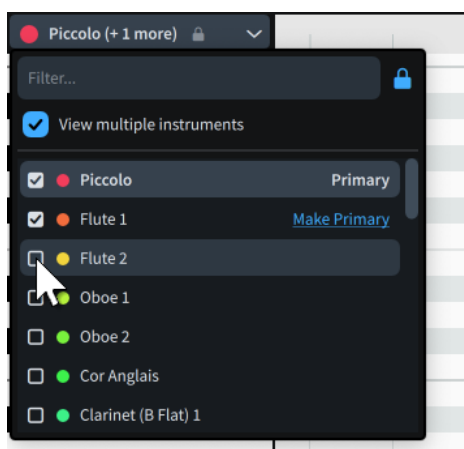 Piccolo (+ 1 more)
Filter...
View multiple instruments
Piccolo Primary
Flute 1 Make Primary
Flute 2
Oboe 1
Oboe 2
Cor Anglais
Clarinet (B Flat) 1